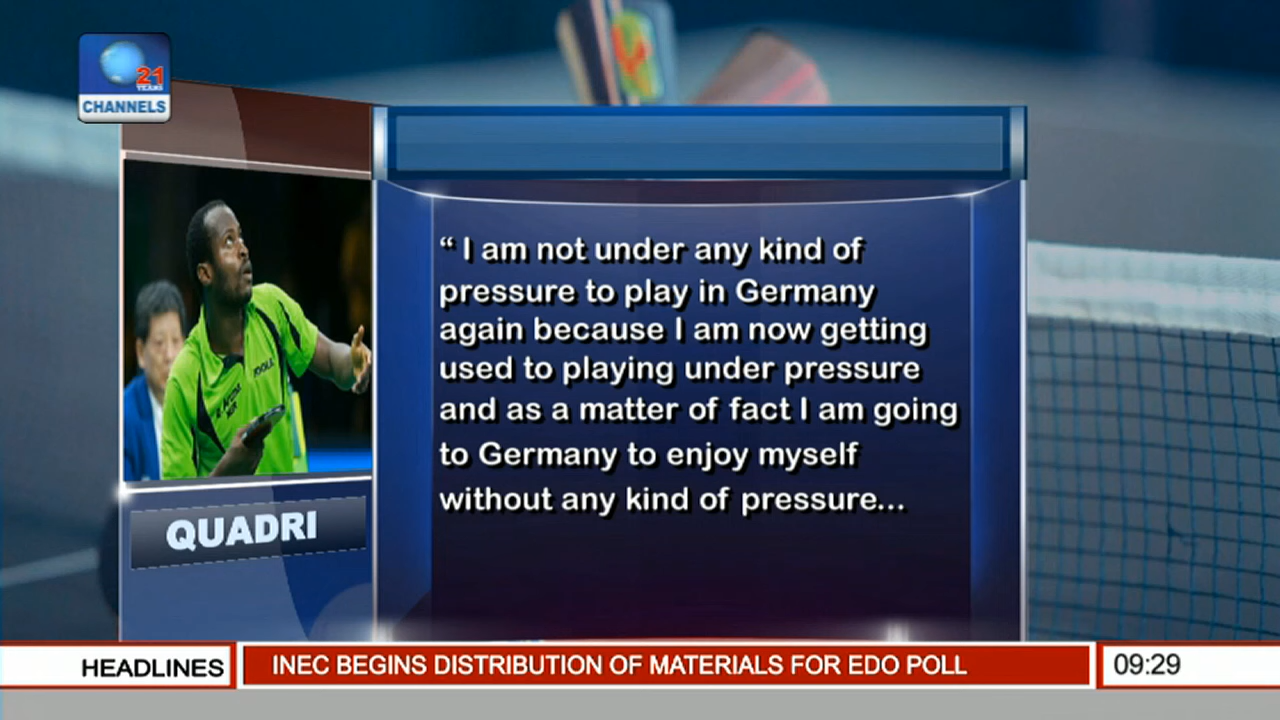 21
YEARS
CHANNELS
“ I am not under any kind of
pressure to play in Germany
again because I am now getting
used to playing under pressure
and as a matter of fact I am going
to Germany to enjoy myself
without any kind of pressure...
JOOLA
QUADRI
HEADLINES
INEC BEGINS DISTRIBUTION OF MATERIALS FOR EDO POLL
09:29